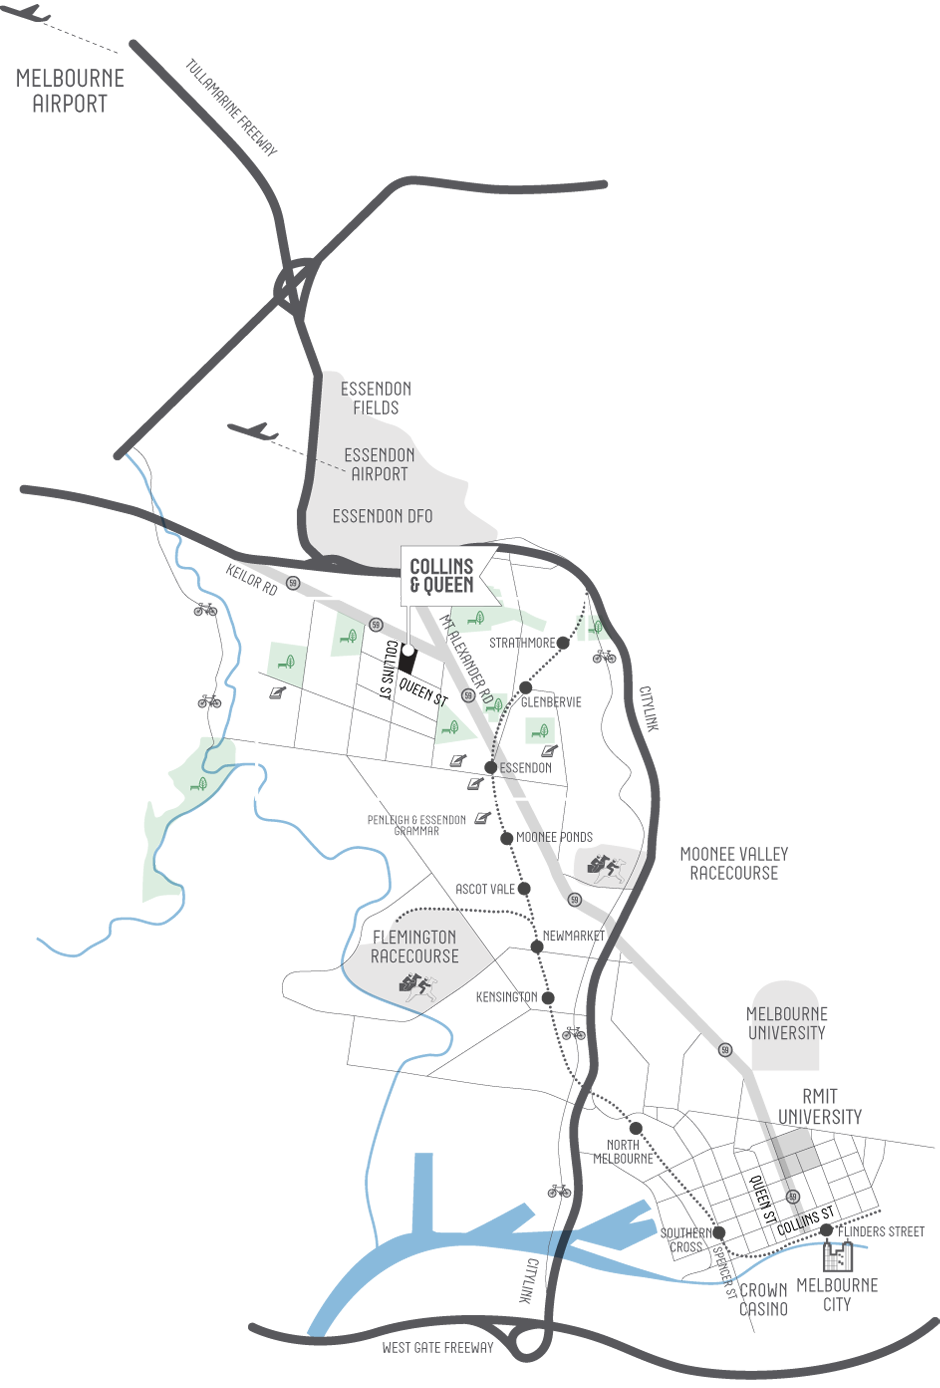 MELBOURNE
AIRPORT
TULLAMARINE FREEWAY
ESSENDON
FIELDS
ESSENDON
AIRPORT
ESSENDON DFO
COLLINS
& QUEEN
KEILOR RD
59
59
MT ALEXANDER RD
STRATHMORE
COLLINS ST
QUEEN ST
59
GLENBERVIE
CITYLINK
ESSENDON
PENLEIGH & ESSENDON
GRAMMAR
MOONEE PONDS
MOONEE VALLEY
RACECOURSE
ASCOT VALE
59
FLEMINGTON
RACECOURSE
NEWMARKET
KENSINGTON
MELBOURNE
UNIVERSITY
59
RMIT
UNIVERSITY
NORTH
MELBOURNE
QUEEN ST
59
COLLINS ST
SOUTHERN
CROSS
FLINDERS STREET
SPENCER ST
CITYLINK
CROWN
CASINO
MELBOURNE
CITY
WEST GATE FREEWAY